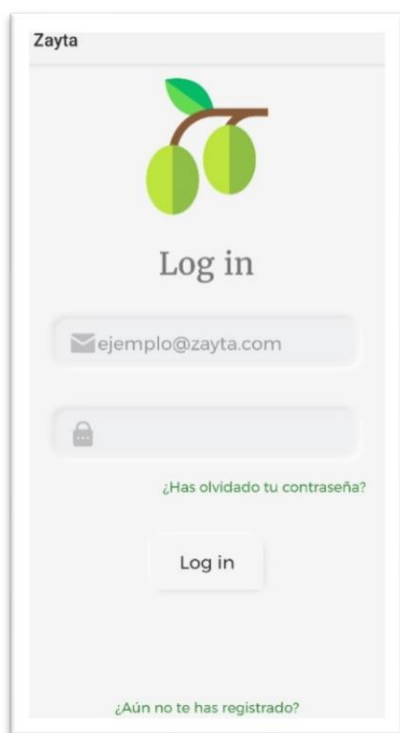 Zayta
Log in
ejemplo@zayta.com
¿Has olvidado tu contraseña?
Log in
¿Aún no te has registrado?